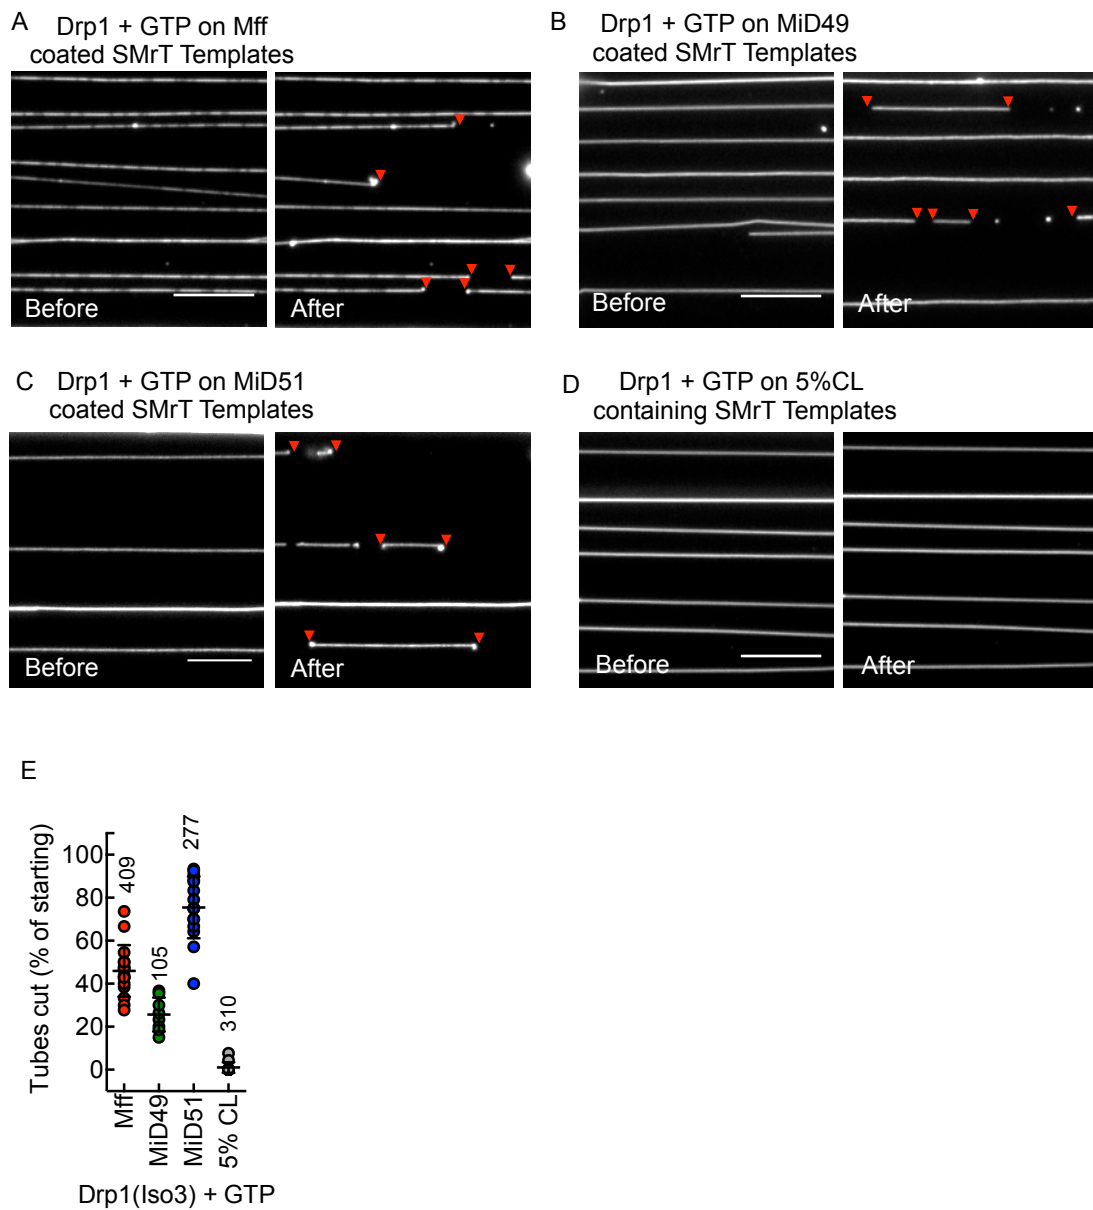 A
Drp1 + GTP on Mff
coated SMrT Templates
Before
After
B
Drp1 + GTP on MiD49
coated SMrT Templates
Before
After
C
Drp1 + GTP on MiD51
coated SMrT Templates
Before
After
D
Drp1 + GTP on 5%CL
containing SMrT Templates
Before
After
E
Tubes cut (% of starting)
100
80
60
40
20
0
409
105
277
310
Mff
MiD49
MiD51
5% CL
Drp1(Iso3) + GTP